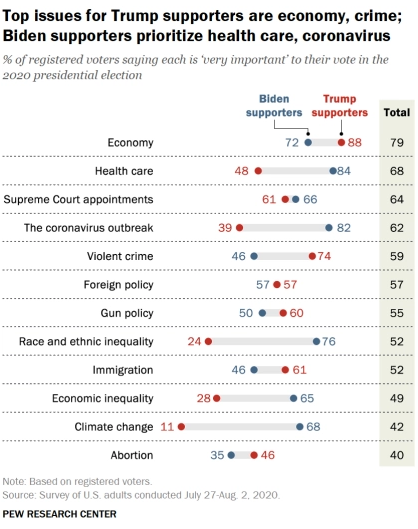 Top issues for Trump supporters are economy, crime;
Biden supporters prioritize health care, coronavirus
% of registered voters saying each is ‘very important’ to their vote in the
2020 presidential election
Biden supporters
Trump supporters
Total
Economy 72 88 79
Health care 48 84 68
Supreme Court appointments 61 66 64
The coronavirus outbreak 39 82 62
Violent crime 46 74 59
Foreign policy 57 57 57
Gun policy 50 60 55
Race and ethnic inequality 24 76 52
Immigration 46 61 52
Economic inequality 28 65 49
Climate change 11 68 42
Abortion 35 46 40
Note: Based on registered voters.
Source: Survey of U.S. adults conducted July 27-Aug. 2, 2020.
PEW RESEARCH CENTER